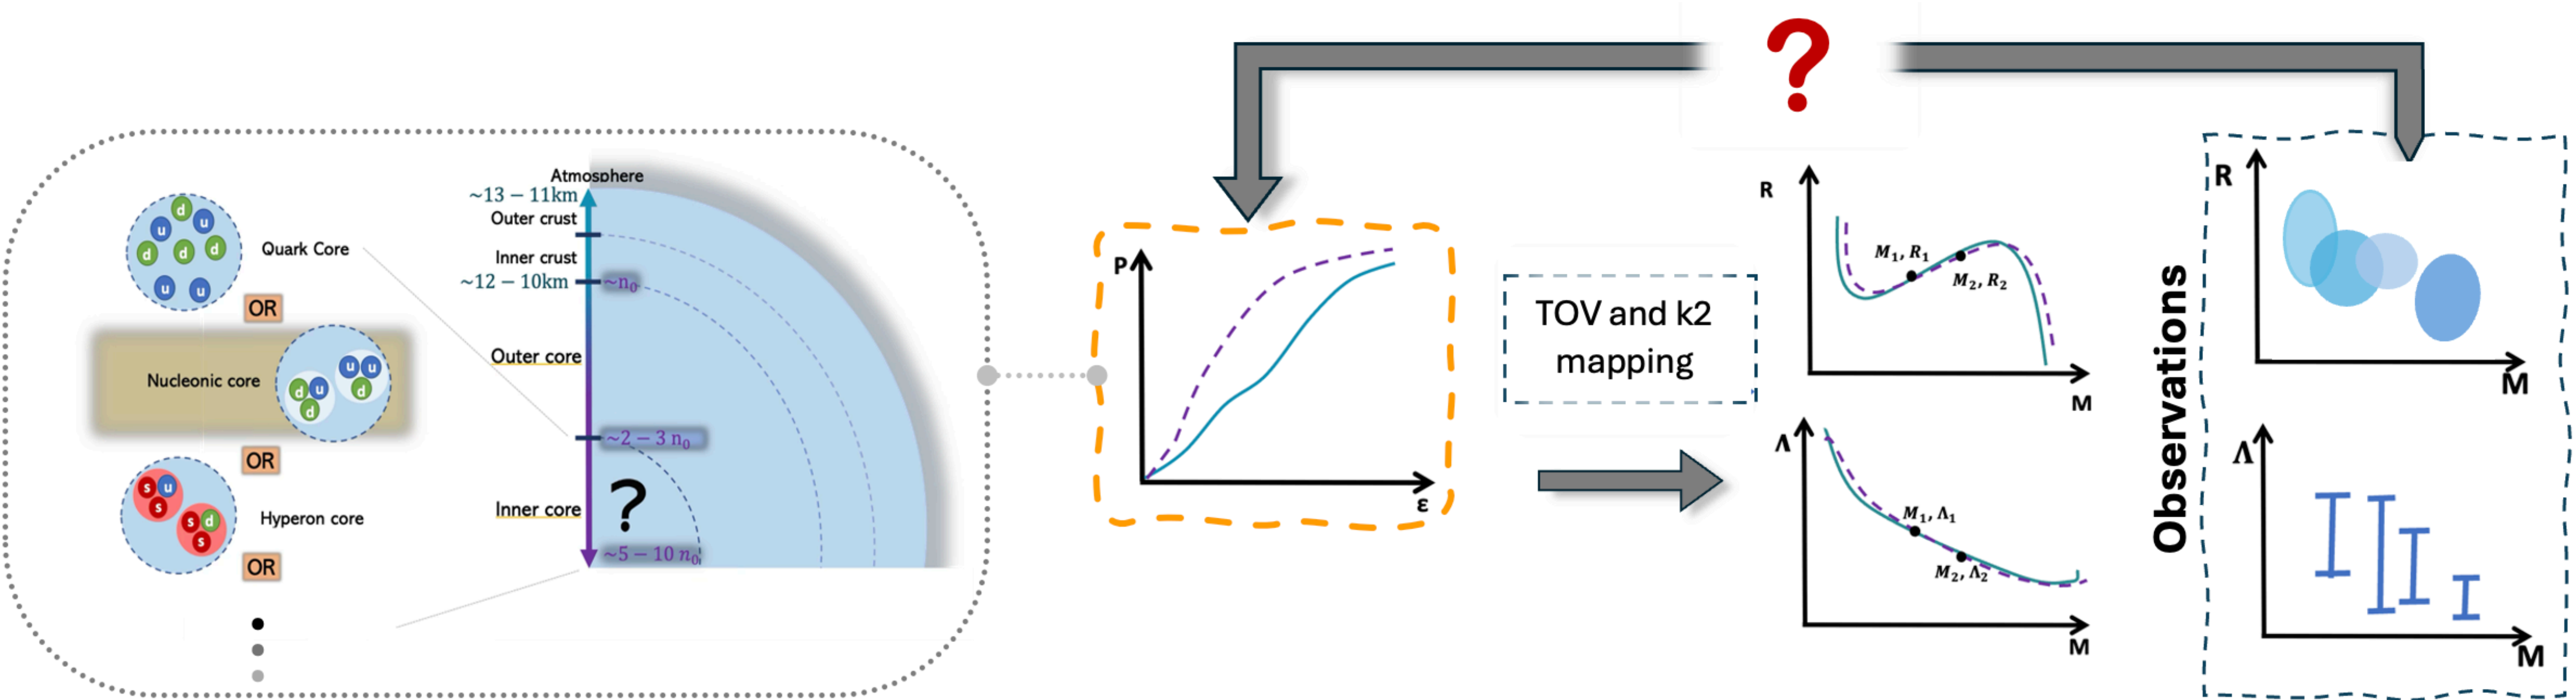 d
u
u
d
d
d
u
u
Quark Core
OR
Nucleonic core
d
u
d
u
u
d
OR
s
u
s
s
d
s
Hyperon core
OR
Atmosphere
~13 − 11km
Outer crust
Inner crust
~12 − 10km
~n₀
Outer core
~2 − 3 n₀
Inner core
?
~5 − 10 n₀
?
P
ε
TOV and k2
mapping
R
M₁, R₁
M₂, R₂
M
Λ
M₁, Λ₁
M₂, Λ₂
M
Observations
R
M
Λ
M